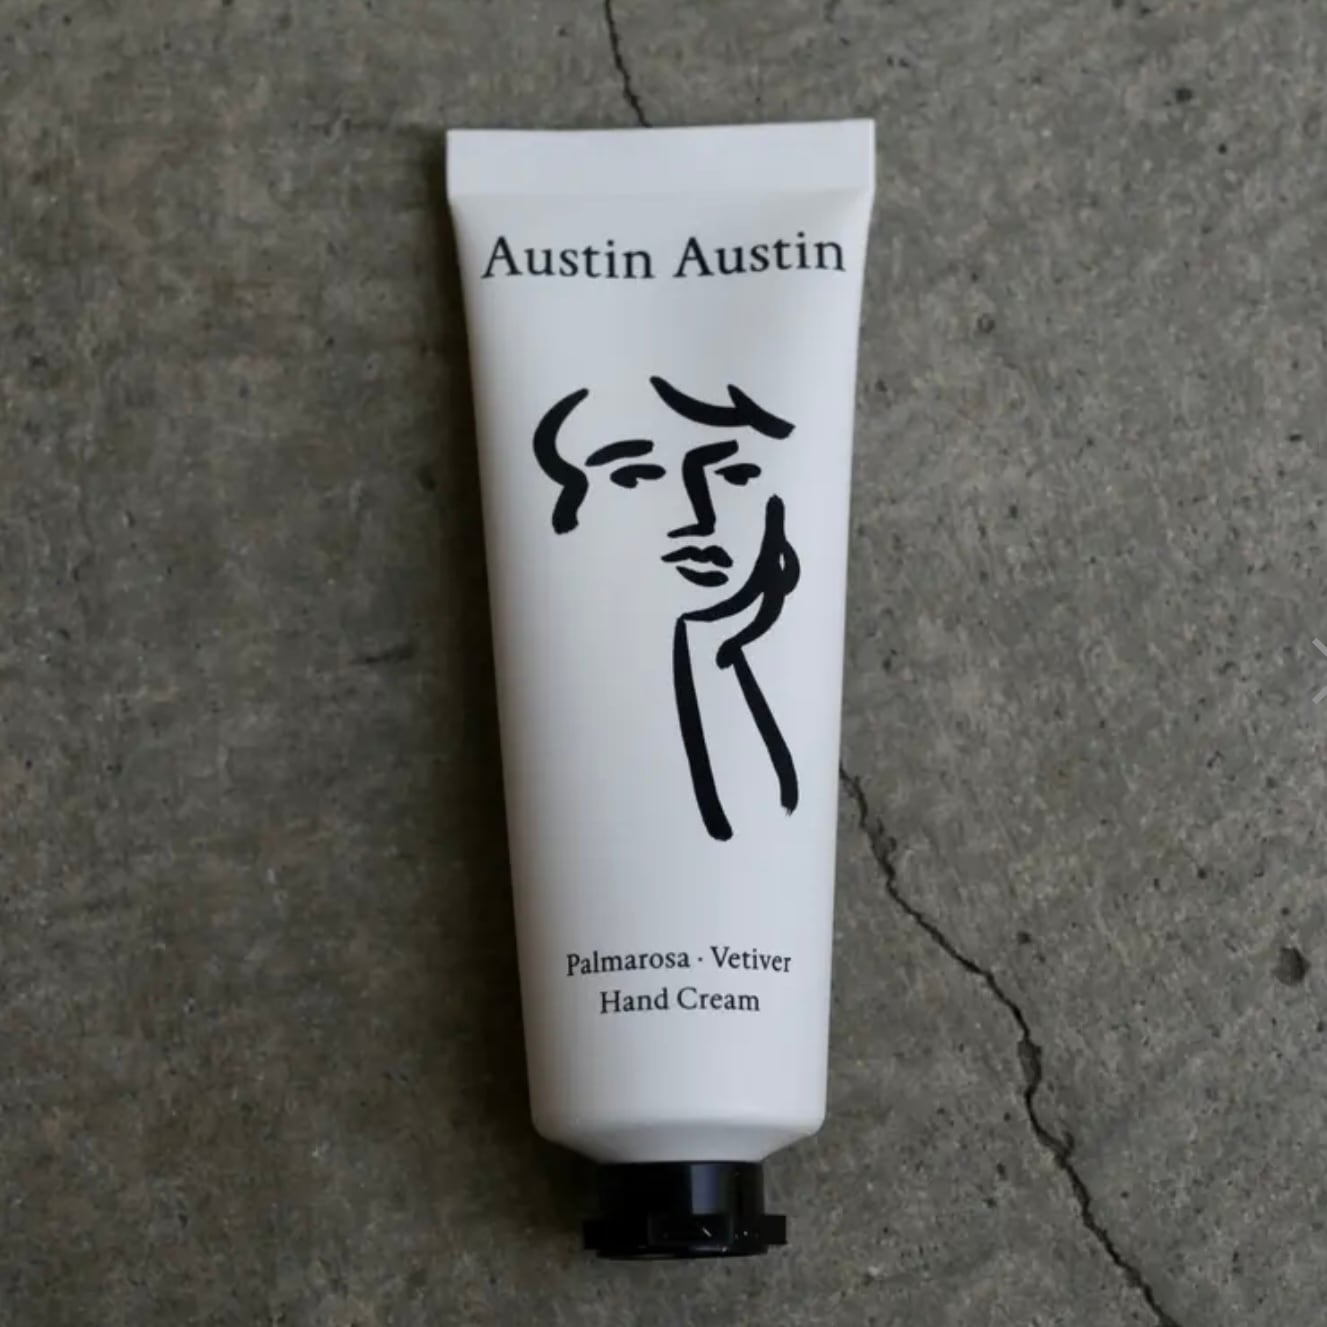 Austin Austin
Palmarosa · Vetiver
Hand Cream